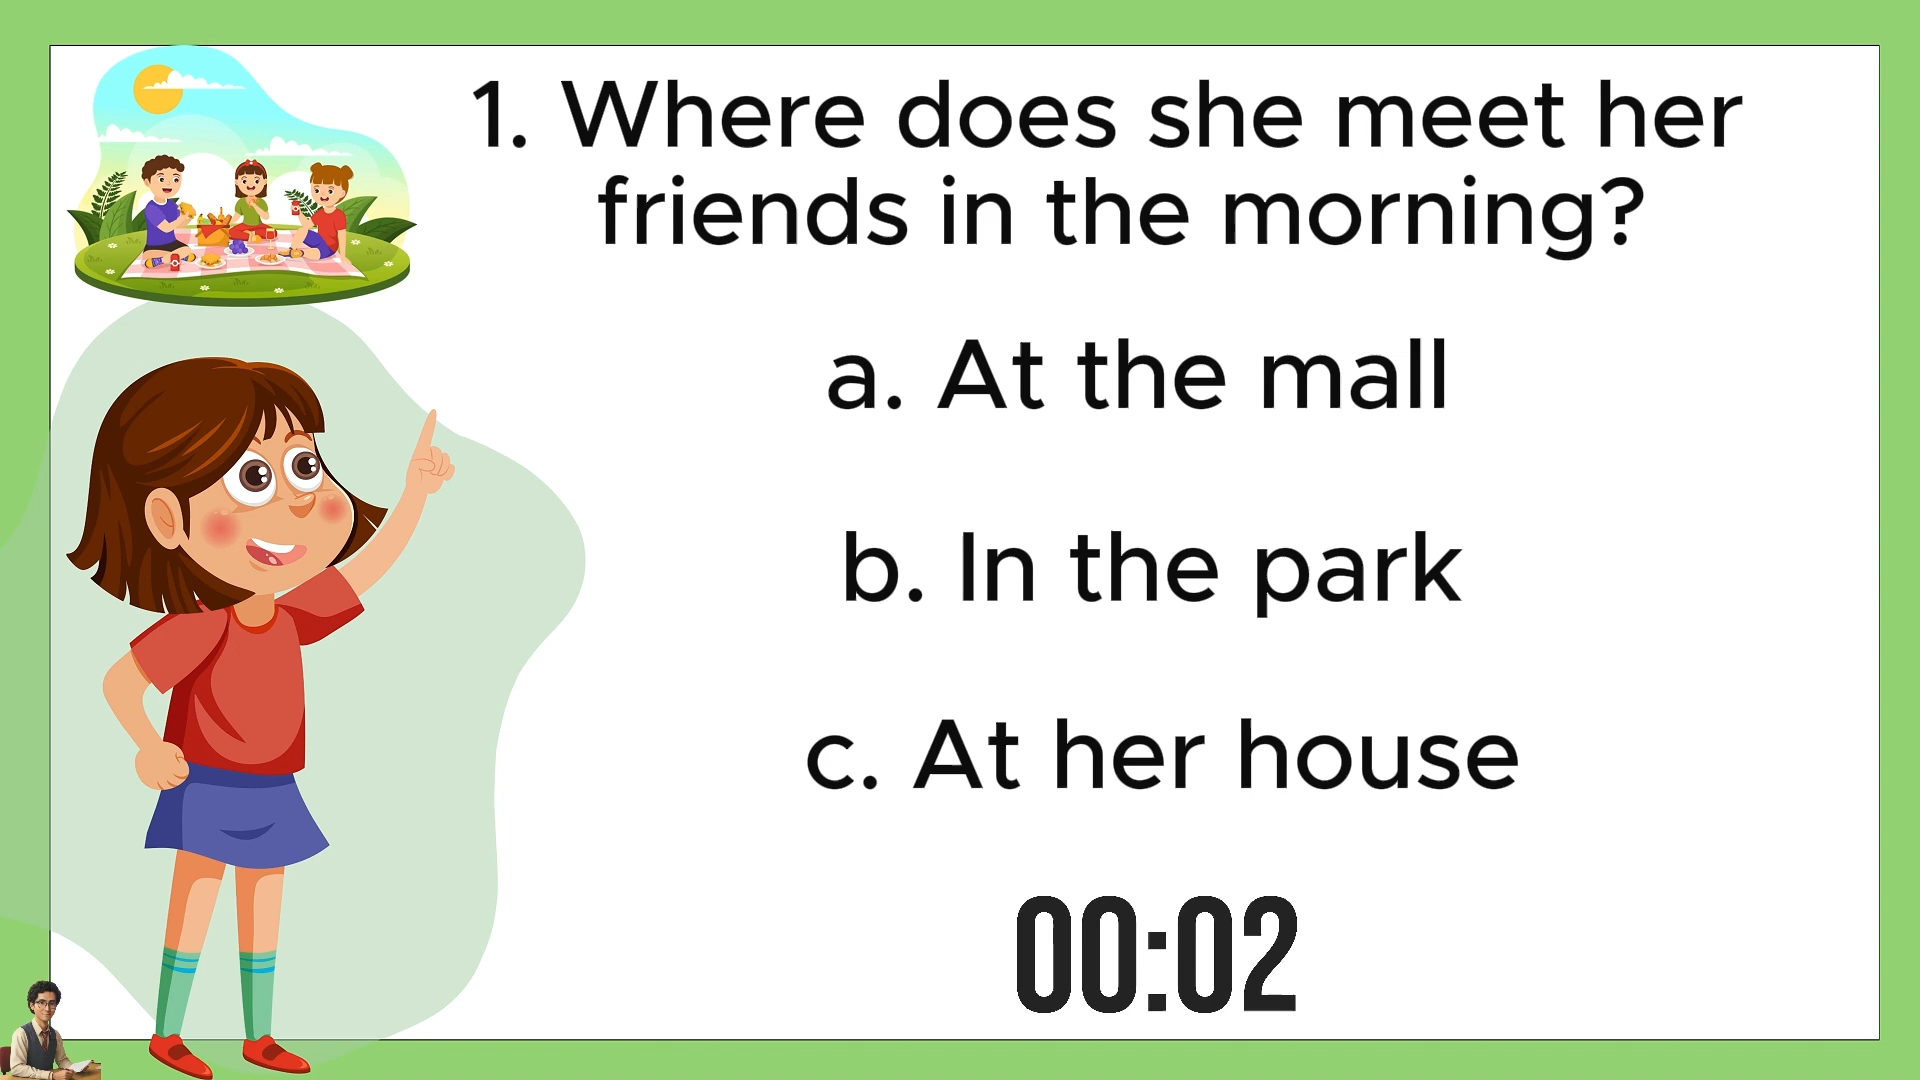 1. Where does she meet her
friends in the morning?
a. At the mall
b. In the park
c. At her house
00:02